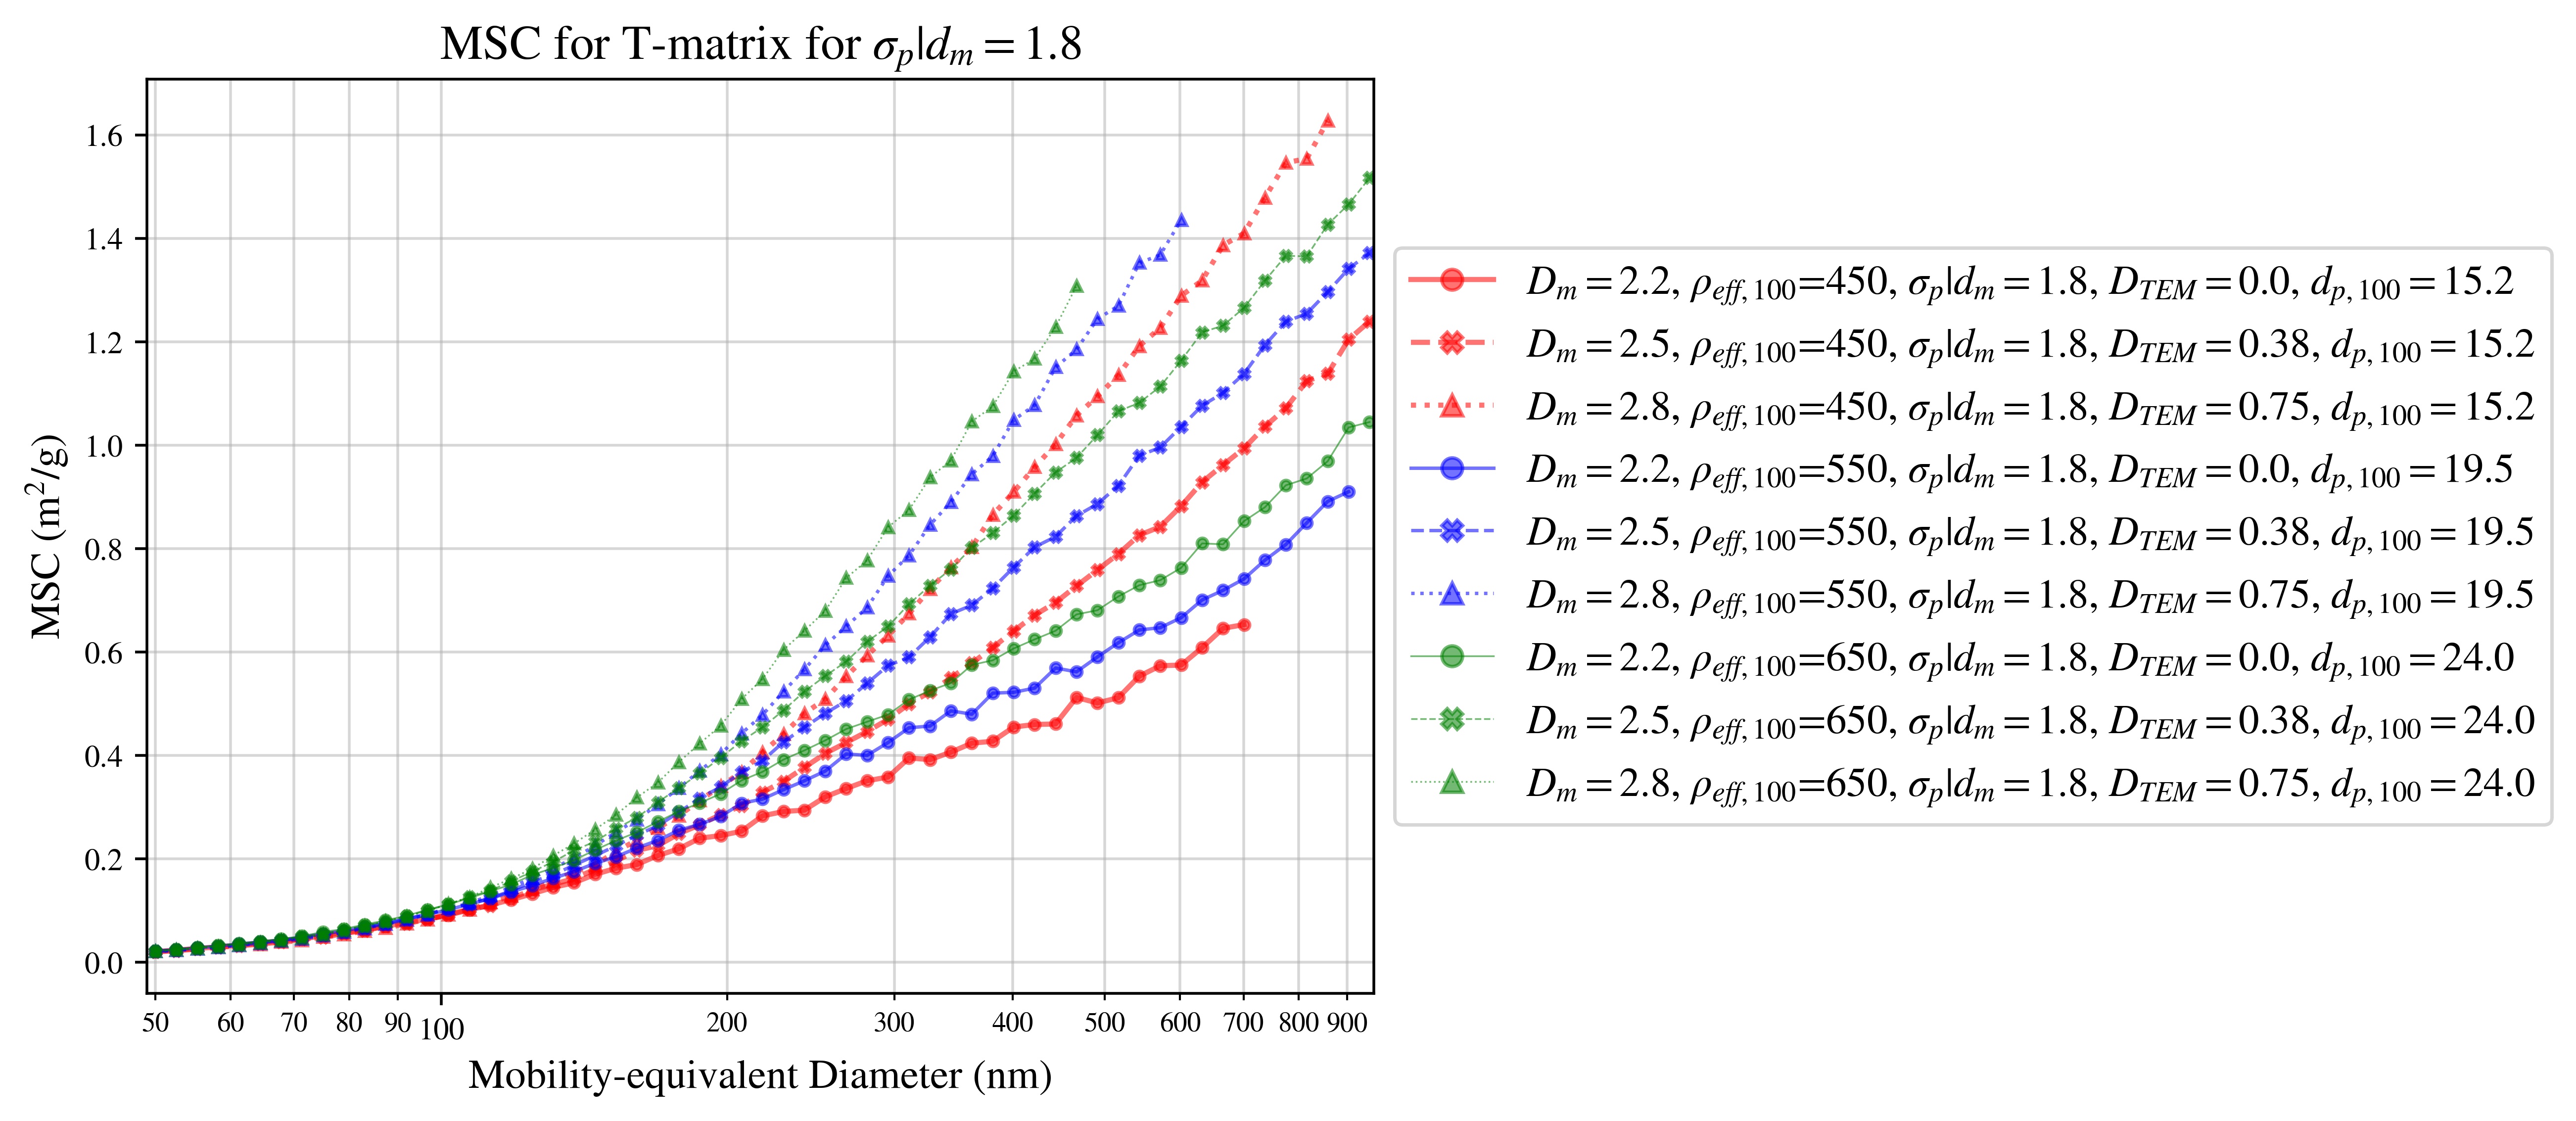 MSC for T-matrix for σₚ|dₘ = 1.8
MSC (m²/g)
1.6
1.4
1.2
1.0
0.8
0.6
0.4
0.2
0.0
50 60 70 80 90 100 200 300 400 500 600 700 800 900
Mobility-equivalent Diameter (nm)
D_m = 2.2, ρ_eff,100=450, σ_p|d_m = 1.8, D_TEM = 0.0, d_p,100 = 15.2
D_m = 2.5, ρ_eff,100=450, σ_p|d_m = 1.8, D_TEM = 0.38, d_p,100 = 15.2
D_m = 2.8, ρ_eff,100=450, σ_p|d_m = 1.8, D_TEM = 0.75, d_p,100 = 15.2
D_m = 2.2, ρ_eff,100=550, σ_p|d_m = 1.8, D_TEM = 0.0, d_p,100 = 19.5
D_m = 2.5, ρ_eff,100=550, σ_p|d_m = 1.8, D_TEM = 0.38, d_p,100 = 19.5
D_m = 2.8, ρ_eff,100=550, σ_p|d_m = 1.8, D_TEM = 0.75, d_p,100 = 19.5
D_m = 2.2, ρ_eff,100=650, σ_p|d_m = 1.8, D_TEM = 0.0, d_p,100 = 24.0
D_m = 2.5, ρ_eff,100=650, σ_p|d_m = 1.8, D_TEM = 0.38, d_p,100 = 24.0
D_m = 2.8, ρ_eff,100=650, σ_p|d_m = 1.8, D_TEM = 0.75, d_p,100 = 24.0